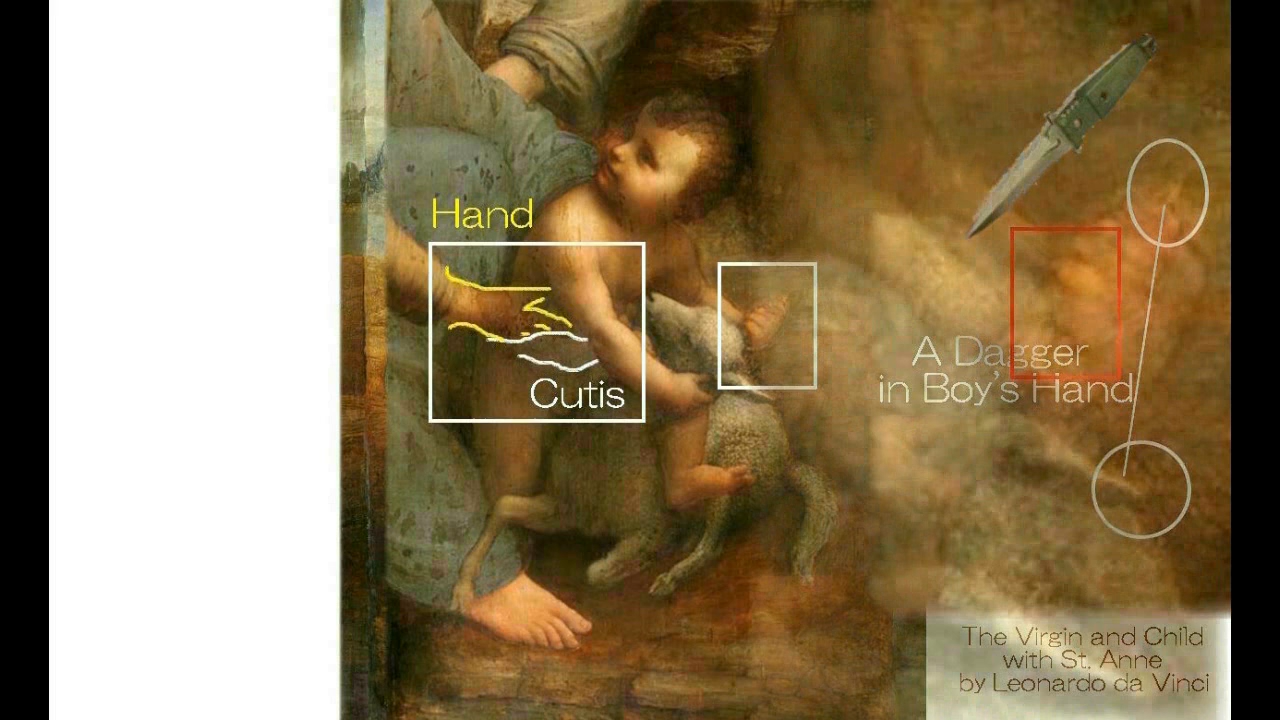 Hand
Cutis
A Dagger
in Boy's Hand
The Virgin and Child
with St. Anne
by Leonardo da Vinci